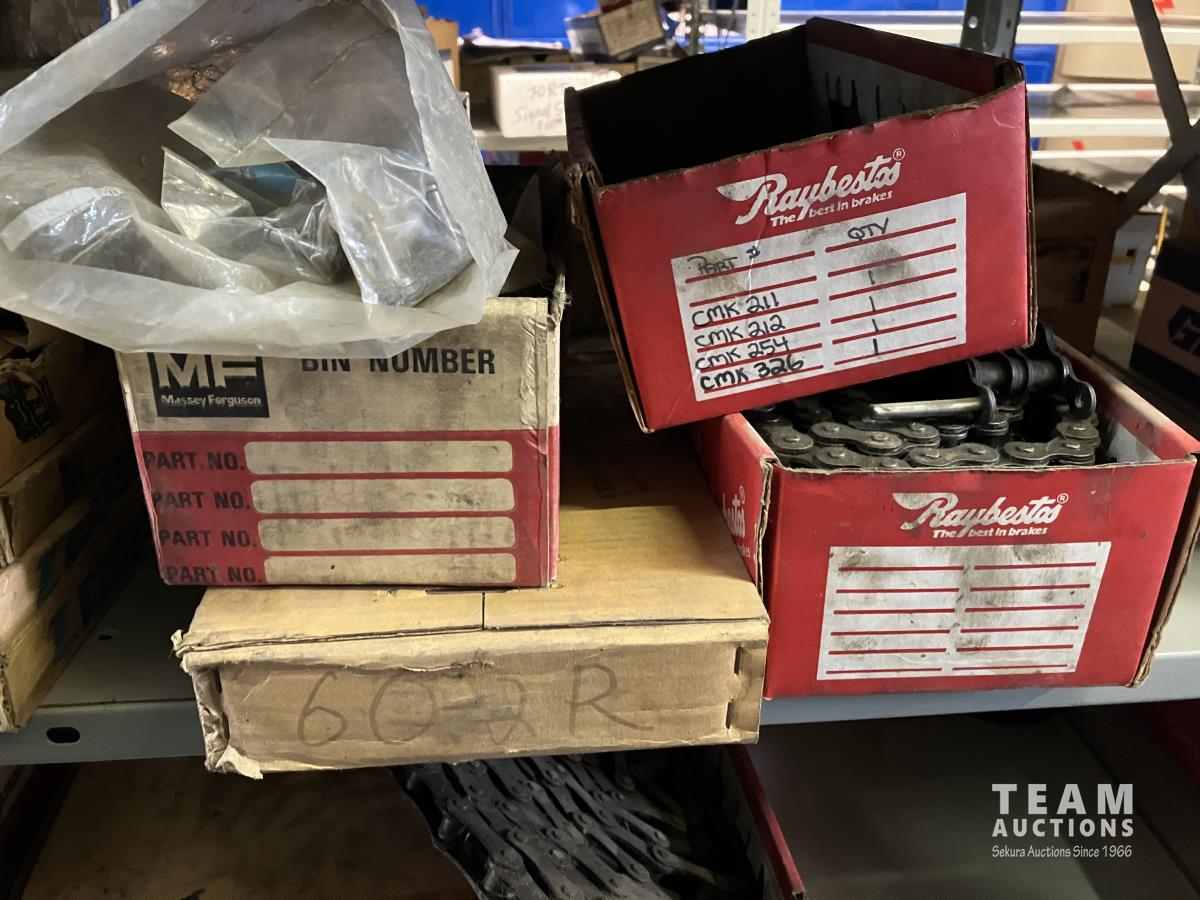 MF
Massey Ferguson
BIN NUMBER
PART NO.
PART NO.
PART NO.
PART NO.
60-2R
Raybestos®
The best in brakes
PART # QTY
CMK 211 1
CMK 212 1
CMK 254 1
CMK 326 1
Raybestos®
The best in brakes
TEAM
AUCTIONS
Sekura Auctions Since 1966